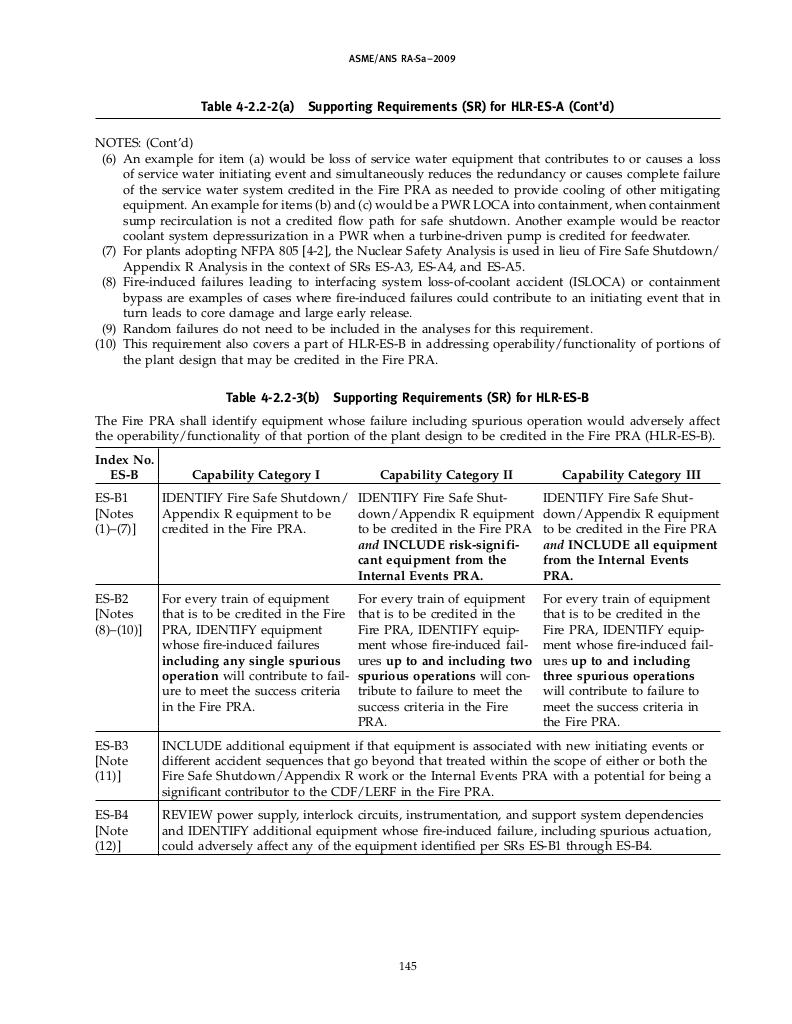 ASME/ANS RA-Sa–2009
Table 4-2.2-2(a) Supporting Requirements (SR) for HLR-ES-A (Cont'd)
NOTES: (Cont'd)
(6) An example for item (a) would be loss of service water equipment that contributes to or causes a loss
of service water initiating event and simultaneously reduces the redundancy or causes complete failure
of the service water system credited in the Fire PRA as needed to provide cooling of other mitigating
equipment. An example for items (b) and (c) would be a PWR LOCA into containment, when containment
sump recirculation is not a credited flow path for safe shutdown. Another example would be reactor
coolant system depressurization in a PWR when a turbine-driven pump is credited for feedwater.
(7) For plants adopting NFPA 805 [4-2], the Nuclear Safety Analysis is used in lieu of Fire Safe Shutdown/
Appendix R Analysis in the context of SRs ES-A3, ES-A4, and ES-A5.
(8) Fire-induced failures leading to interfacing system loss-of-coolant accident (ISLOCA) or containment
bypass are examples of cases where fire-induced failures could contribute to an initiating event that in
turn leads to core damage and large early release.
(9) Random failures do not need to be included in the analyses for this requirement.
(10) This requirement also covers a part of HLR-ES-B in addressing operability/functionality of portions of
the plant design that may be credited in the Fire PRA.
Table 4-2.2-3(b) Supporting Requirements (SR) for HLR-ES-B
The Fire PRA shall identify equipment whose failure including spurious operation would adversely affect
the operability/functionality of that portion of the plant design to be credited in the Fire PRA (HLR-ES-B).
Index No.
ES-B
Capability Category I
Capability Category II
Capability Category III
ES-B1
[Notes
(1)–(7)]
IDENTIFY Fire Safe Shutdown/
Appendix R equipment to be
credited in the Fire PRA.
IDENTIFY Fire Safe Shut-
down/Appendix R equipment
to be credited in the Fire PRA
and INCLUDE risk-signifi-
cant equipment from the
Internal Events PRA.
IDENTIFY Fire Safe Shut-
down/Appendix R equipment
to be credited in the Fire PRA
and INCLUDE all equipment
from the Internal Events
PRA.
ES-B2
[Notes
(8)–(10)]
For every train of equipment
that is to be credited in the Fire
PRA, IDENTIFY equipment
whose fire-induced failures
including any single spurious
operation will contribute to fail-
ure to meet the success criteria
in the Fire PRA.
For every train of equipment
that is to be credited in the
Fire PRA, IDENTIFY equip-
ment whose fire-induced fail-
ures up to and including two
spurious operations will con-
tribute to failure to meet the
success criteria in the Fire
PRA.
For every train of equipment
that is to be credited in the
Fire PRA, IDENTIFY equip-
ment whose fire-induced fail-
ures up to and including
three spurious operations
will contribute to failure to
meet the success criteria in
the Fire PRA.
ES-B3
[Note
(11)]
INCLUDE additional equipment if that equipment is associated with new initiating events or
different accident sequences that go beyond that treated within the scope of either or both the
Fire Safe Shutdown/Appendix R work or the Internal Events PRA with a potential for being a
significant contributor to the CDF/LERF in the Fire PRA.
ES-B4
[Note
(12)]
REVIEW power supply, interlock circuits, instrumentation, and support system dependencies
and IDENTIFY additional equipment whose fire-induced failure, including spurious actuation,
could adversely affect any of the equipment identified per SRs ES-B1 through ES-B4.
145